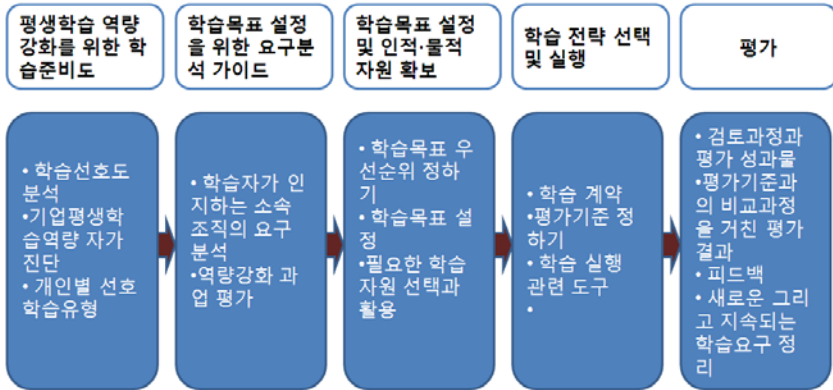 평생학습 역량
강화를 위한 학
습준비도
학습목표 설정
을 위한 요구분
석 가이드
학습목표 설정
및 인적·물적
자원 확보
학습 전략 선택
및 실행
평가
• 학습선호도
분석
•기업평생학
습역량 자가
진단
• 개인별 선호
학습유형
• 학습자가 인
지하는 소속
조직의 요구
분석
•역량강화 과
업 평가
• 학습목표 우
선순위 정하
기
• 학습목표 설
정
•필요한 학습
자원 선택과
활용
• 학습 계약
•평가기준 정
하기
• 학습 실행
관련 도구
•
• 검토과정과
평가 성과물
•평가기준과
의 비교과정
을 거친 평가
결과
• 피드백
• 새로운 그리
고 지속되는
학습요구 정
리